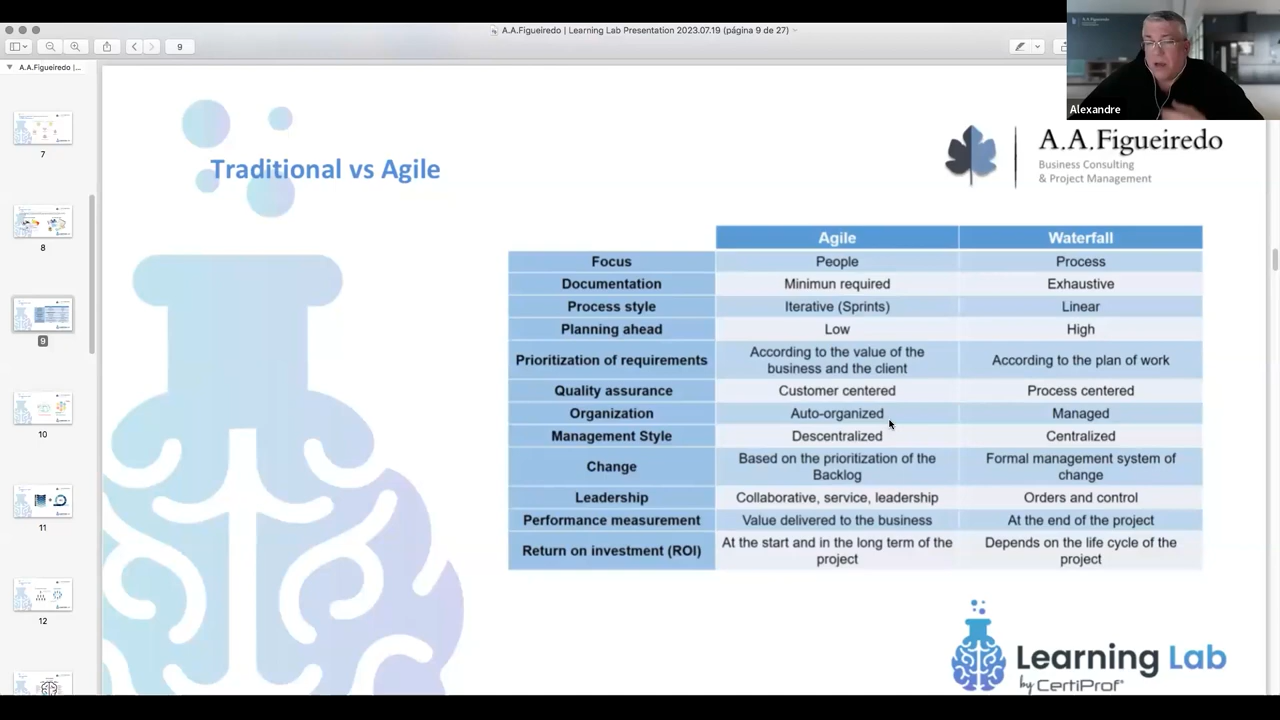 A.A.Figueiredo | Learning Lab Presentation 2023.07.19 (página 9 de 27)
9
A.A.Figueiredo |...
Alexandre
7
8
9
10
11
12
Traditional vs Agile
A.A.Figueiredo
Business Consulting
& Project Management
Agile Waterfall
Focus People Process
Documentation Minimun required Exhaustive
Process style Iterative (Sprints) Linear
Planning ahead Low High
Prioritization of requirements According to the value of the business and the client According to the plan of work
Quality assurance Customer centered Process centered
Organization Auto-organized Managed
Management Style Descentralized Centralized
Change Based on the prioritization of the Backlog Formal management system of change
Leadership Collaborative, service, leadership Orders and control
Performance measurement Value delivered to the business At the end of the project
Return on investment (ROI) At the start and in the long term of the project Depends on the life cycle of the project
Learning Lab
by CertiProf®